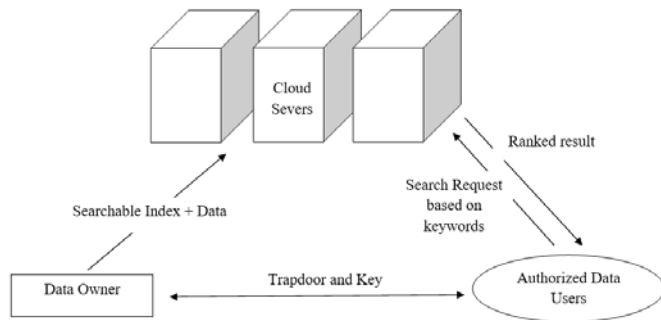 Cloud
Severs
Ranked result
Search Request
based on
keywords
Searchable Index + Data
Trapdoor and Key
Data Owner
Authorized Data
Users